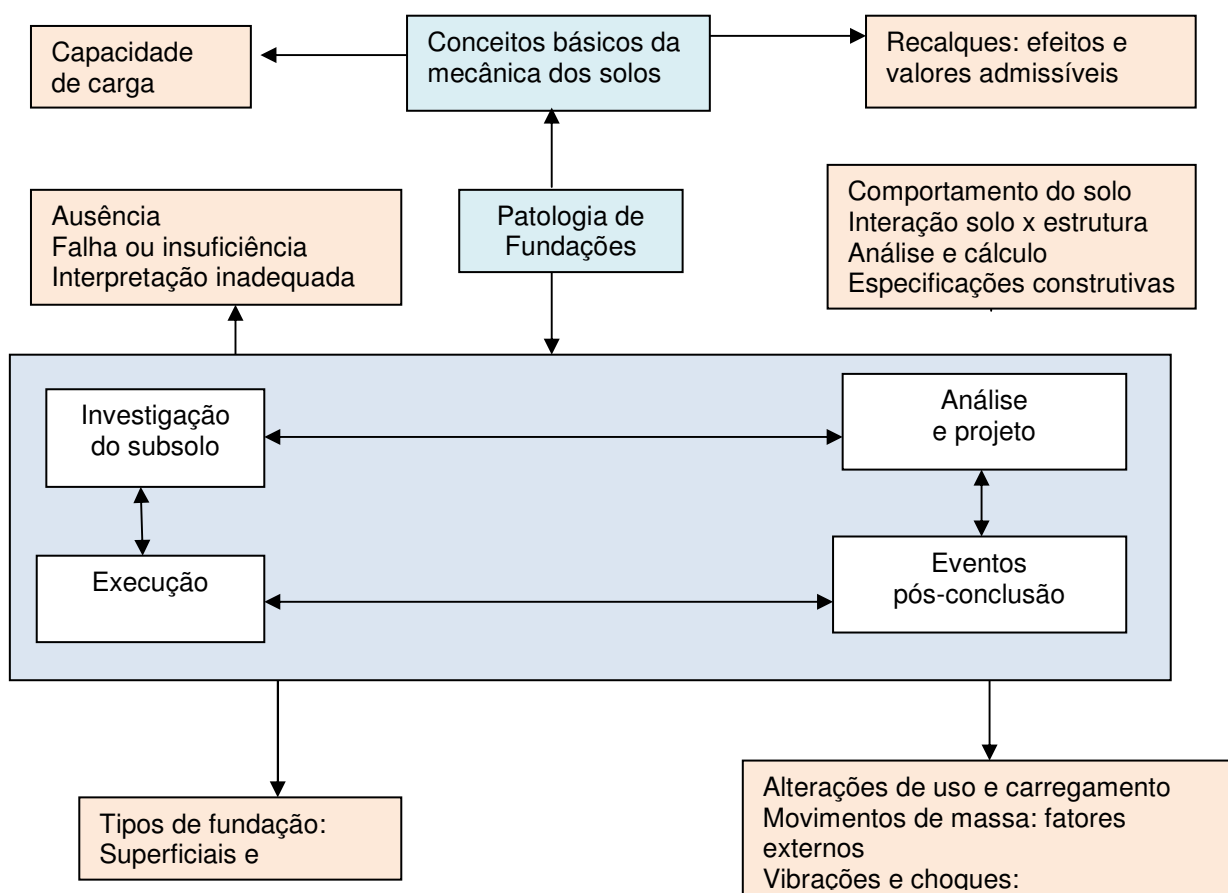 Capacidade
de carga
Conceitos básicos da
mecânica dos solos
Recalques: efeitos e
valores admissíveis
Ausência
Falha ou insuficiência
Interpretação inadequada
Patologia de
Fundações
Comportamento do solo
Interação solo x estrutura
Análise e cálculo
Especificações construtivas
Investigação
do subsolo
Análise
e projeto
Execução
Eventos
pós-conclusão
Tipos de fundação:
Superficiais e
Alterações de uso e carregamento
Movimentos de massa: fatores
externos
Vibrações e choques: